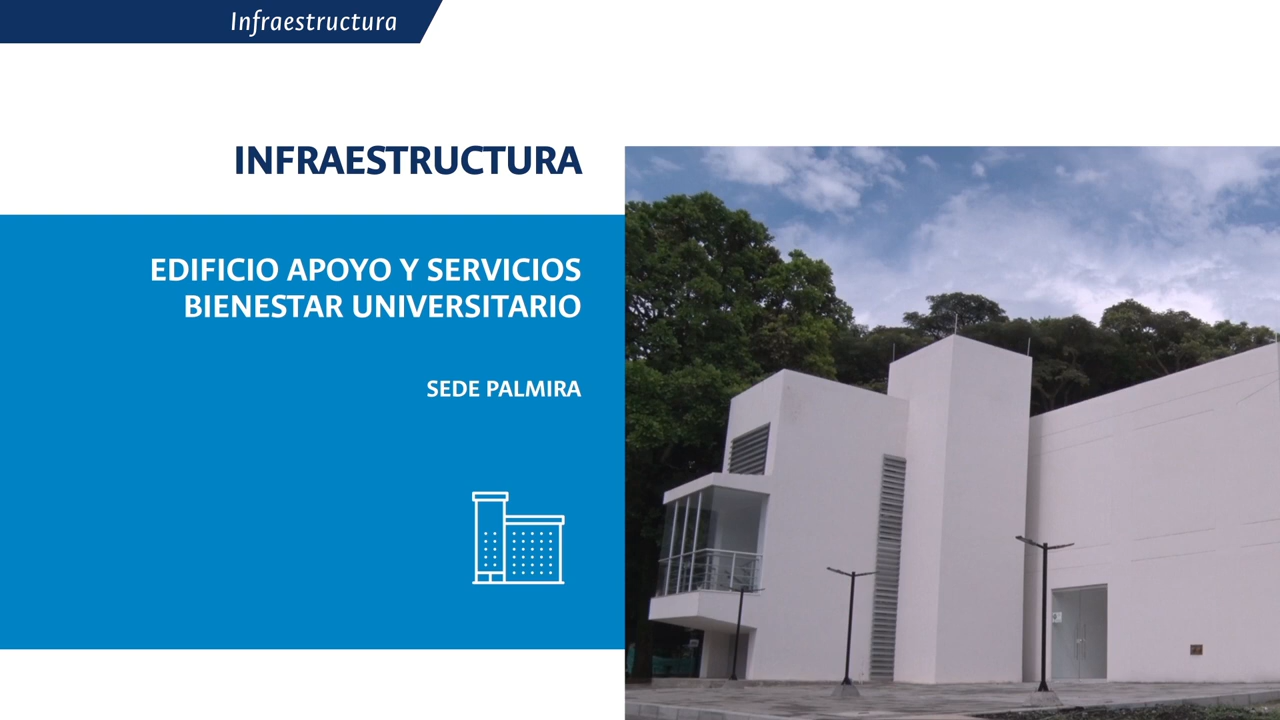 Infraestructura
INFRAESTRUCTURA
EDIFICIO APOYO Y SERVICIOS
BIENESTAR UNIVERSITARIO
SEDE PALMIRA